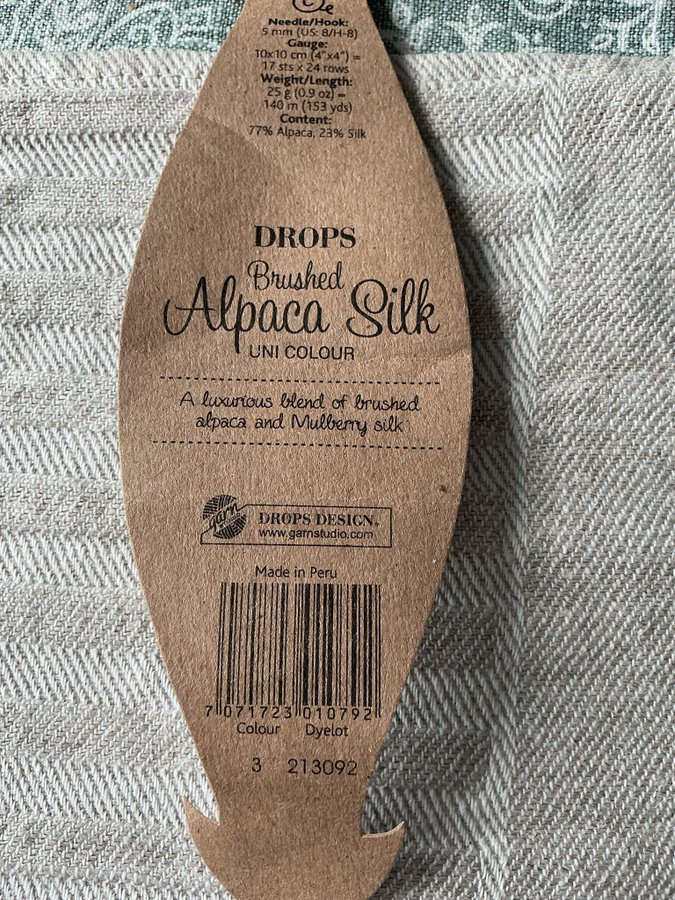 Needle/Hook:
5 mm (US: 8/H-8)
Gauge:
10x10 cm (4"x4") =
17 sts x 24 rows
Weight/Length:
25 g (0.9 oz) =
140 m (153 yds)
Content:
77% Alpaca, 23% Silk
DROPS
Brushed
Alpaca Silk
UNI COLOUR
A luxurious blend of brushed
alpaca and Mulberry silk
garn
DROPS DESIGN®
www.garnstudio.com
Made in Peru
7 071723 010792
Colour Dyelot
3 213092